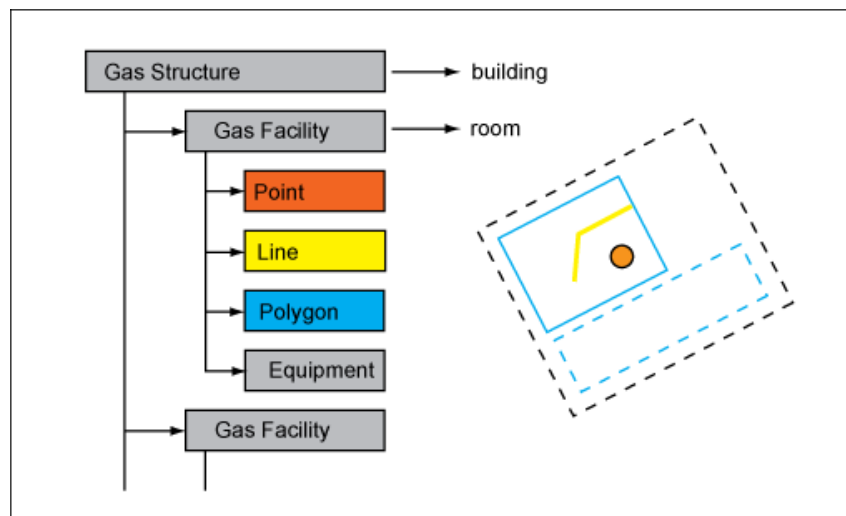 Gas Structure
building
Gas Facility
room
Point
Line
Polygon
Equipment
Gas Facility